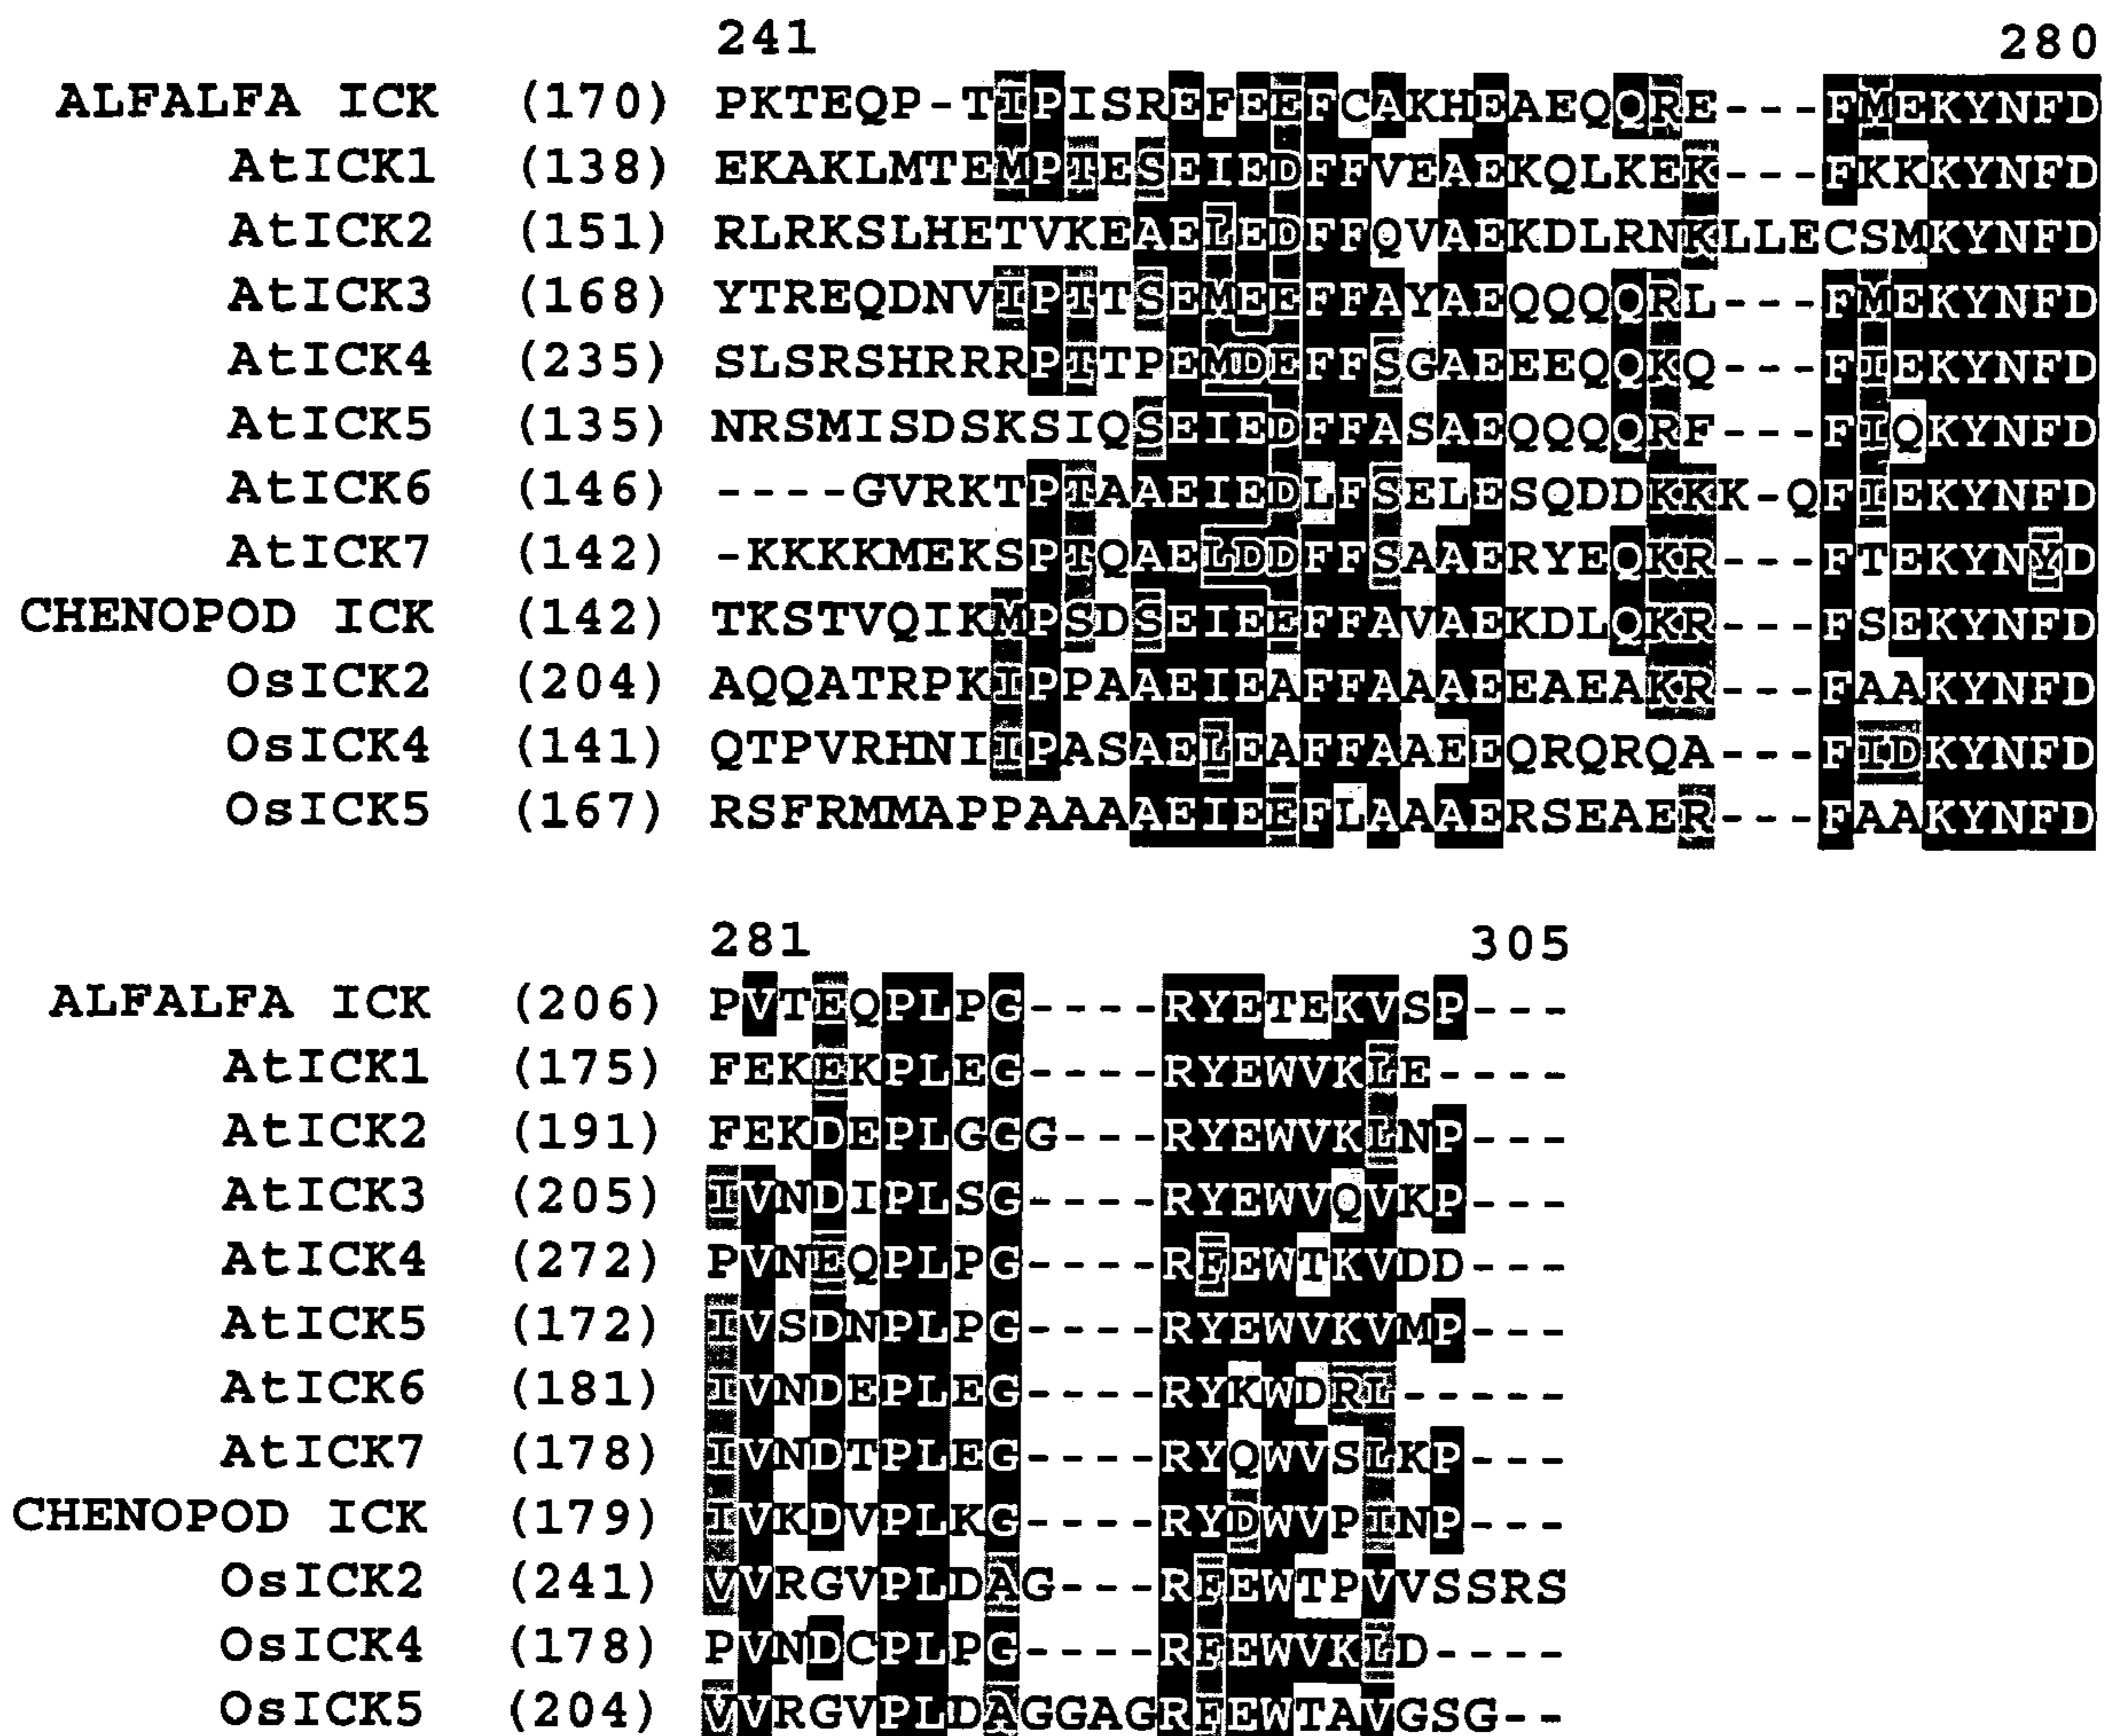 241 280
ALFALFA ICK (170) PKTEQP-TIPISREFEEFCAKHEAEQQRE---FMEKYNFD
AtICK1 (138) EKAKLMTEMPTESEIEDFFVEAEKQLKEK---FKKKYNFD
AtICK2 (151) RLRKSLHETVKEAELEDFFQVAEKDLRNKLLECSMKYNFD
AtICK3 (168) YTREQDNVIPTTSEMEEFFAYAEQQQQRL---FMEKYNFD
AtICK4 (235) SLSRSHRRRPTTPEMDEFFSGAEEEQQKQ---FIEKYNFD
AtICK5 (135) NRSMISDSKSIQSEIEDFFASAEQQQQRF---FIQKYNFD
AtICK6 (146) ----GVRKTPTAAEIEDLFSELESQDDKKK-QFIEKYNFD
AtICK7 (142) -KKKKMEKSPTQAELDDFFSAAERYEQKR---FTEKYNYD
CHENOPOD ICK (142) TKSTVQIKMPSDSEIEEFFAVAEKDLQKR---FSEKYNFD
OsICK2 (204) AQQATRPKIPPAAEIEAFFAAAEEAEAKR---FAAKYNFD
OsICK4 (141) QTPVRHNIIPASAELEAFFAAEEQRQRQA---FIDKYNFD
OsICK5 (167) RSFRMMAPPAAAAEIEEFLAAAERSEAER---FAAKYNFD
281 305
ALFALFA ICK (206) PVTEQPLPG----RYETEKVSP---
AtICK1 (175) FEKEKPLEG----RYEWVKLE----
AtICK2 (191) FEKDEPLGGG---RYEWVKLNP---
AtICK3 (205) IVNDIPLSG----RYEWVQVKP---
AtICK4 (272) PVNEQPLPG----RFEWTKVDD---
AtICK5 (172) IVSDNPLPG----RYEWVKVMP---
AtICK6 (181) IVNDEPLEG----RYKWDRL-----
AtICK7 (178) IVNDTPLEG----RYQWVSLKP---
CHENOPOD ICK (179) IVKDVPLKG----RYDWVPINP---
OsICK2 (241) VVRGVPLDAG---RFEWTPVVSSRS
OsICK4 (178) PVNDCPLPG----RFEWVKLD----
OsICK5 (204) VVRGVPLDAGGAGRFEWTAVGSG--